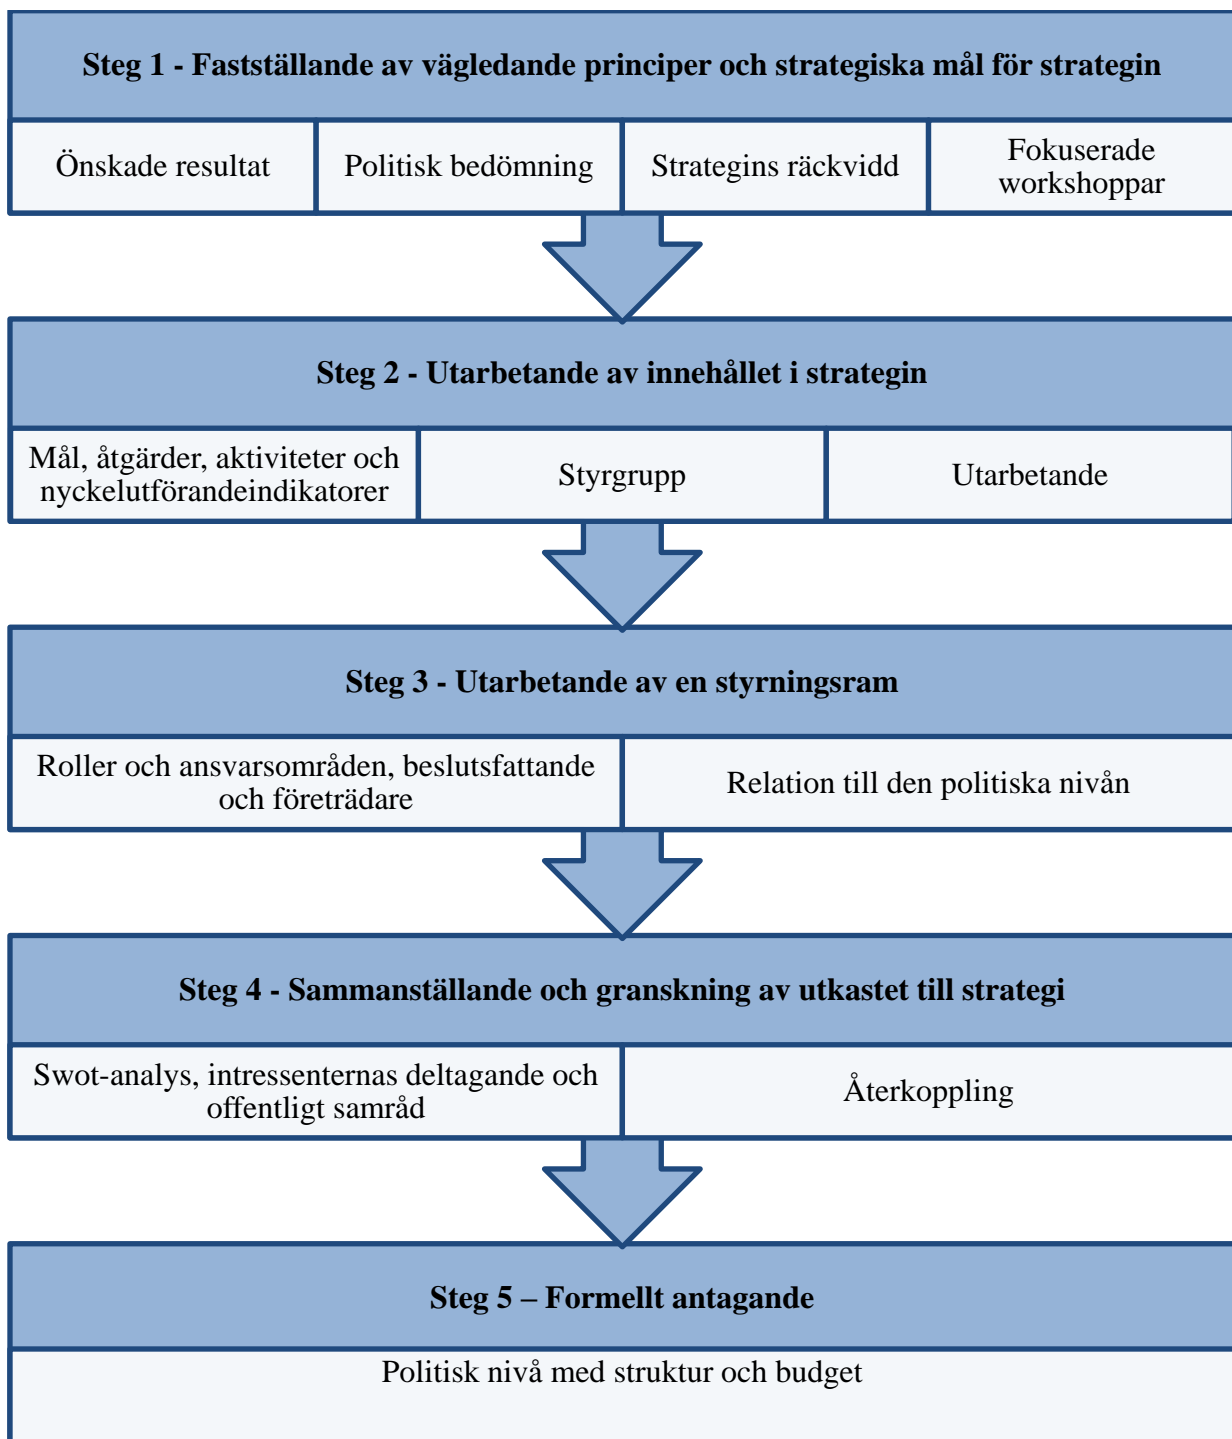 Steg 1 - Fastställande av vägledande principer och strategiska mål för strategin
Önskade resultat
Politisk bedömning
Strategins räckvidd
Fokuserade
workshoppar
Steg 2 - Utarbetande av innehållet i strategin
Mål, åtgärder, aktiviteter och
nyckelutförandeindikatorer
Styrgrupp
Utarbetande
Steg 3 - Utarbetande av en styrningsram
Roller och ansvarsområden, beslutsfattande
och företrädare
Relation till den politiska nivån
Steg 4 - Sammanställande och granskning av utkastet till strategi
Swot-analys, intressenternas deltagande och
offentligt samråd
Återkoppling
Steg 5 – Formellt antagande
Politisk nivå med struktur och budget